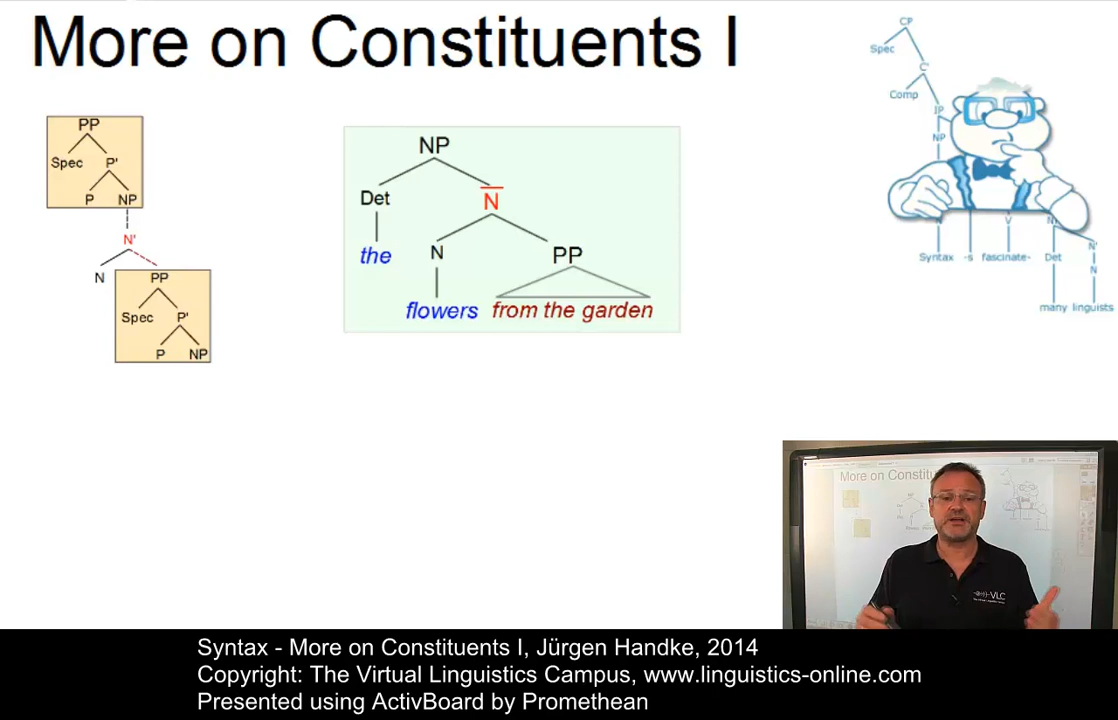 More on Constituents I
PP
Spec P'
P NP
N'
N PP
Spec P'
P NP
NP
Det N
the N PP
flowers from the garden
CP
Spec
C'
Comp
IP
NP
N V N
Syntax -s fascinate- Det N'
N
many linguists
More on Constitu
VLC
Syntax - More on Constituents I, Jürgen Handke, 2014
Copyright: The Virtual Linguistics Campus, www.linguistics-online.com
Presented using ActivBoard by Promethean